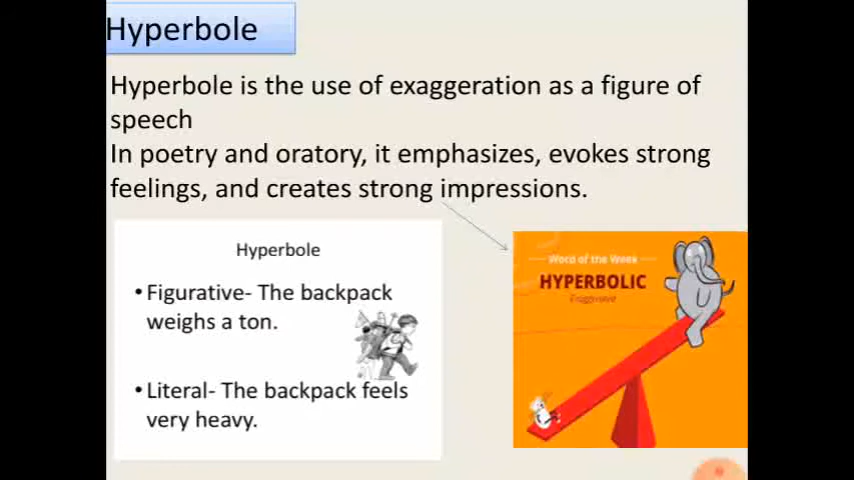 Hyperbole
Hyperbole is the use of exaggeration as a figure of
speech
In poetry and oratory, it emphasizes, evokes strong
feelings, and creates strong impressions.
Hyperbole
•Figurative- The backpack
weighs a ton.
•Literal- The backpack feels
very heavy.
Word of the Week
HYPERBOLIC